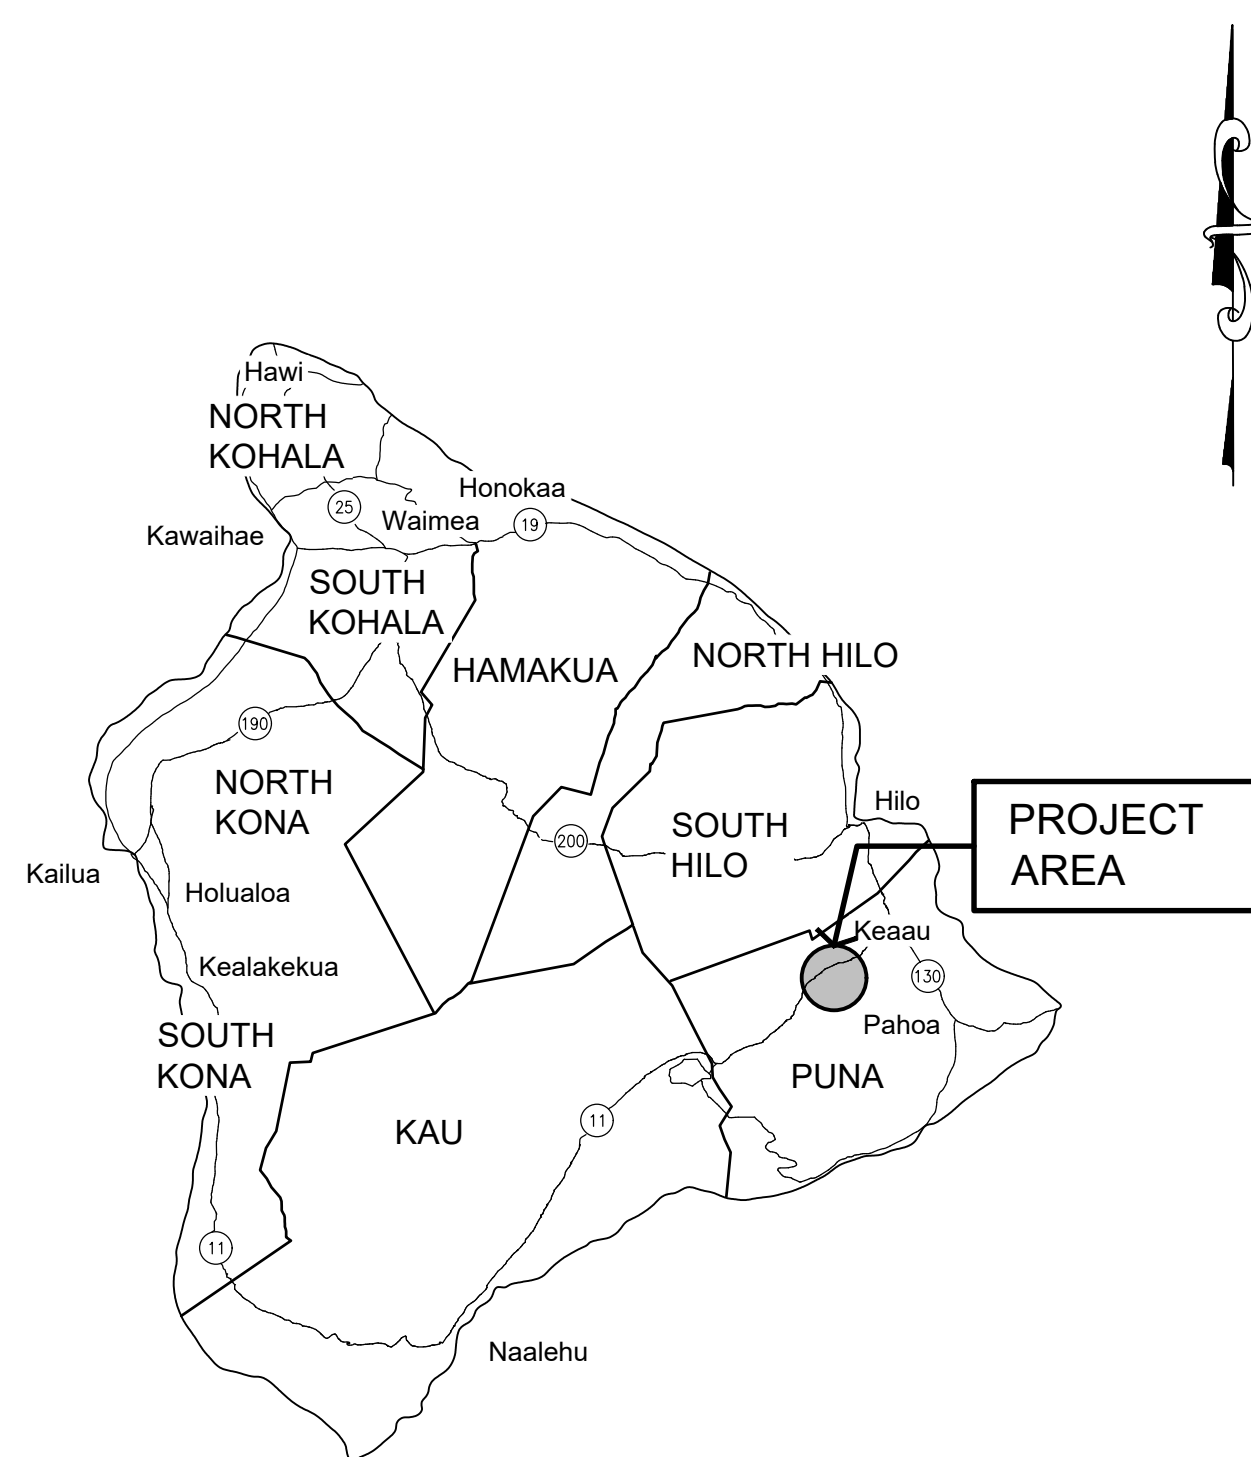 Hawi
NORTH
KOHALA
Honokaa
25
Waimea
19
Kawaihae
SOUTH
KOHALA
NORTH HILO
HAMAKUA
190
NORTH
KONA
Hilo
PROJECT
AREA
SOUTH
HILO
200
Kailua
Holualoa
Keaau
Kealakekua
130
Pahoa
SOUTH
KONA
PUNA
11
KAU
11
Naalehu